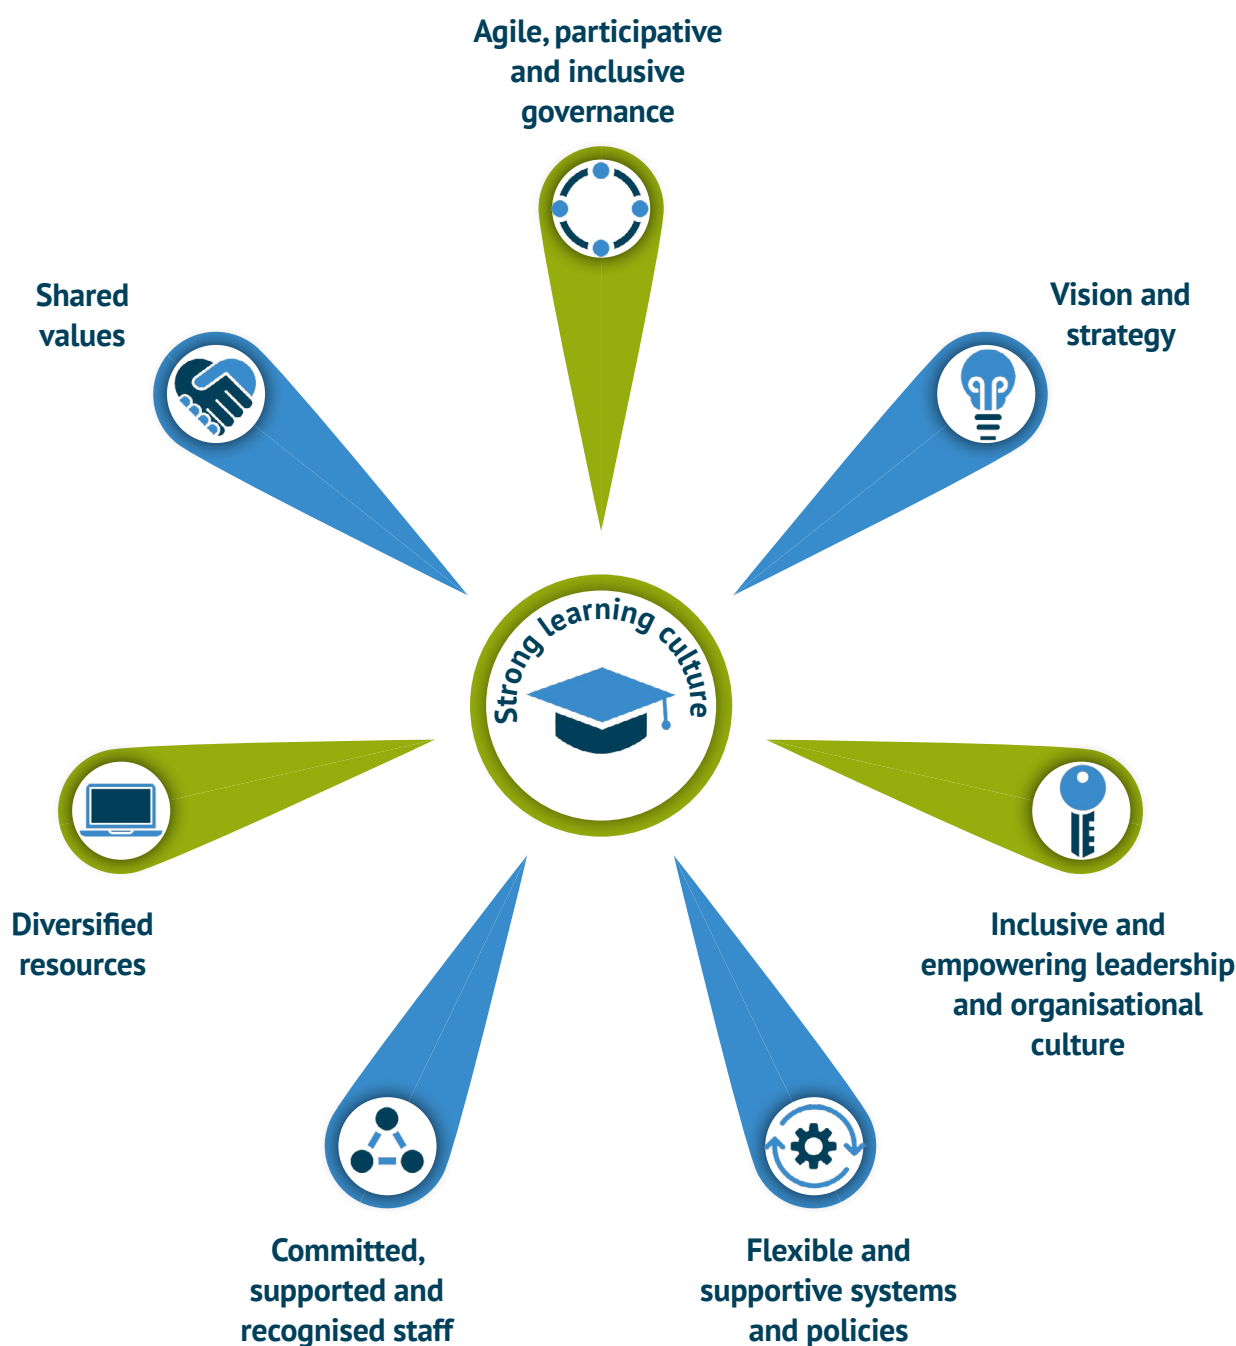 Agile, participative
and inclusive
governance
Shared
values
Vision and
strategy
Strong learning culture
Diversified
resources
Inclusive and
empowering leadership
and organisational
culture
Committed,
supported and
recognised staff
Flexible and
supportive systems
and policies